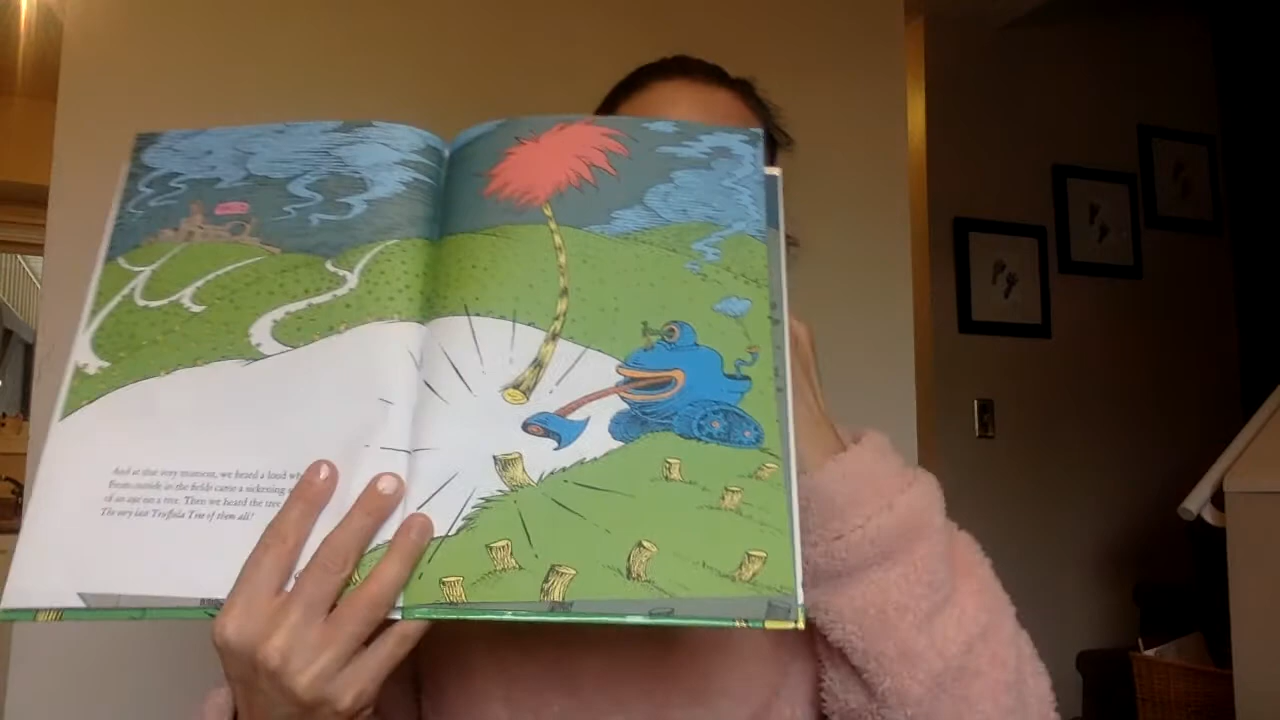 And at that very moment, we heard a loud wh
From outside in the fields came a sickening s
of an axe on a tree. Then we heard the tree
The very last Truffula Tree of them all!